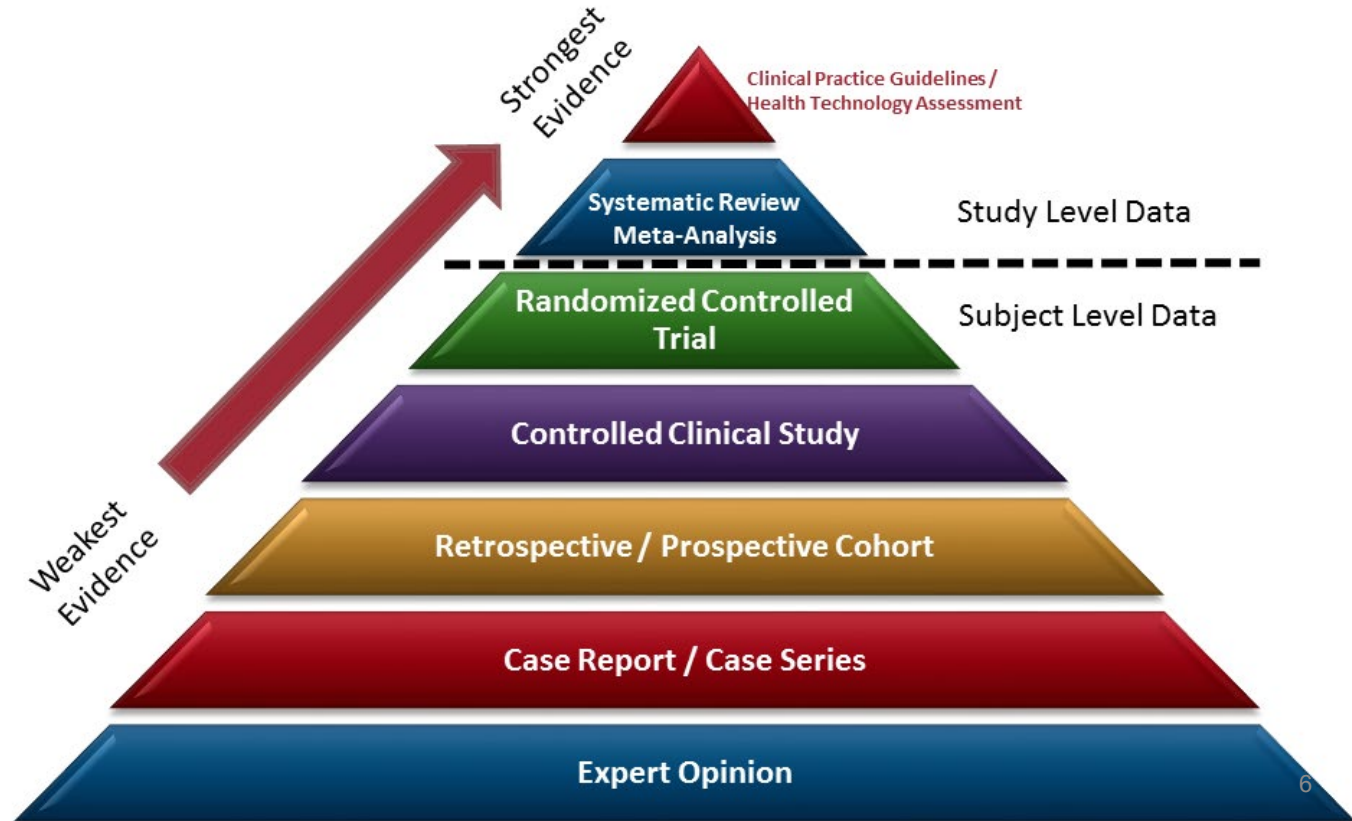 Strongest
Evidence
Clinical Practice Guidelines /
Health Technology Assessment
Systematic Review
Meta-Analysis
Study Level Data
Randomized Controlled
Trial
Subject Level Data
Controlled Clinical Study
Weakest
Evidence
Retrospective / Prospective Cohort
Case Report / Case Series
Expert Opinion
6